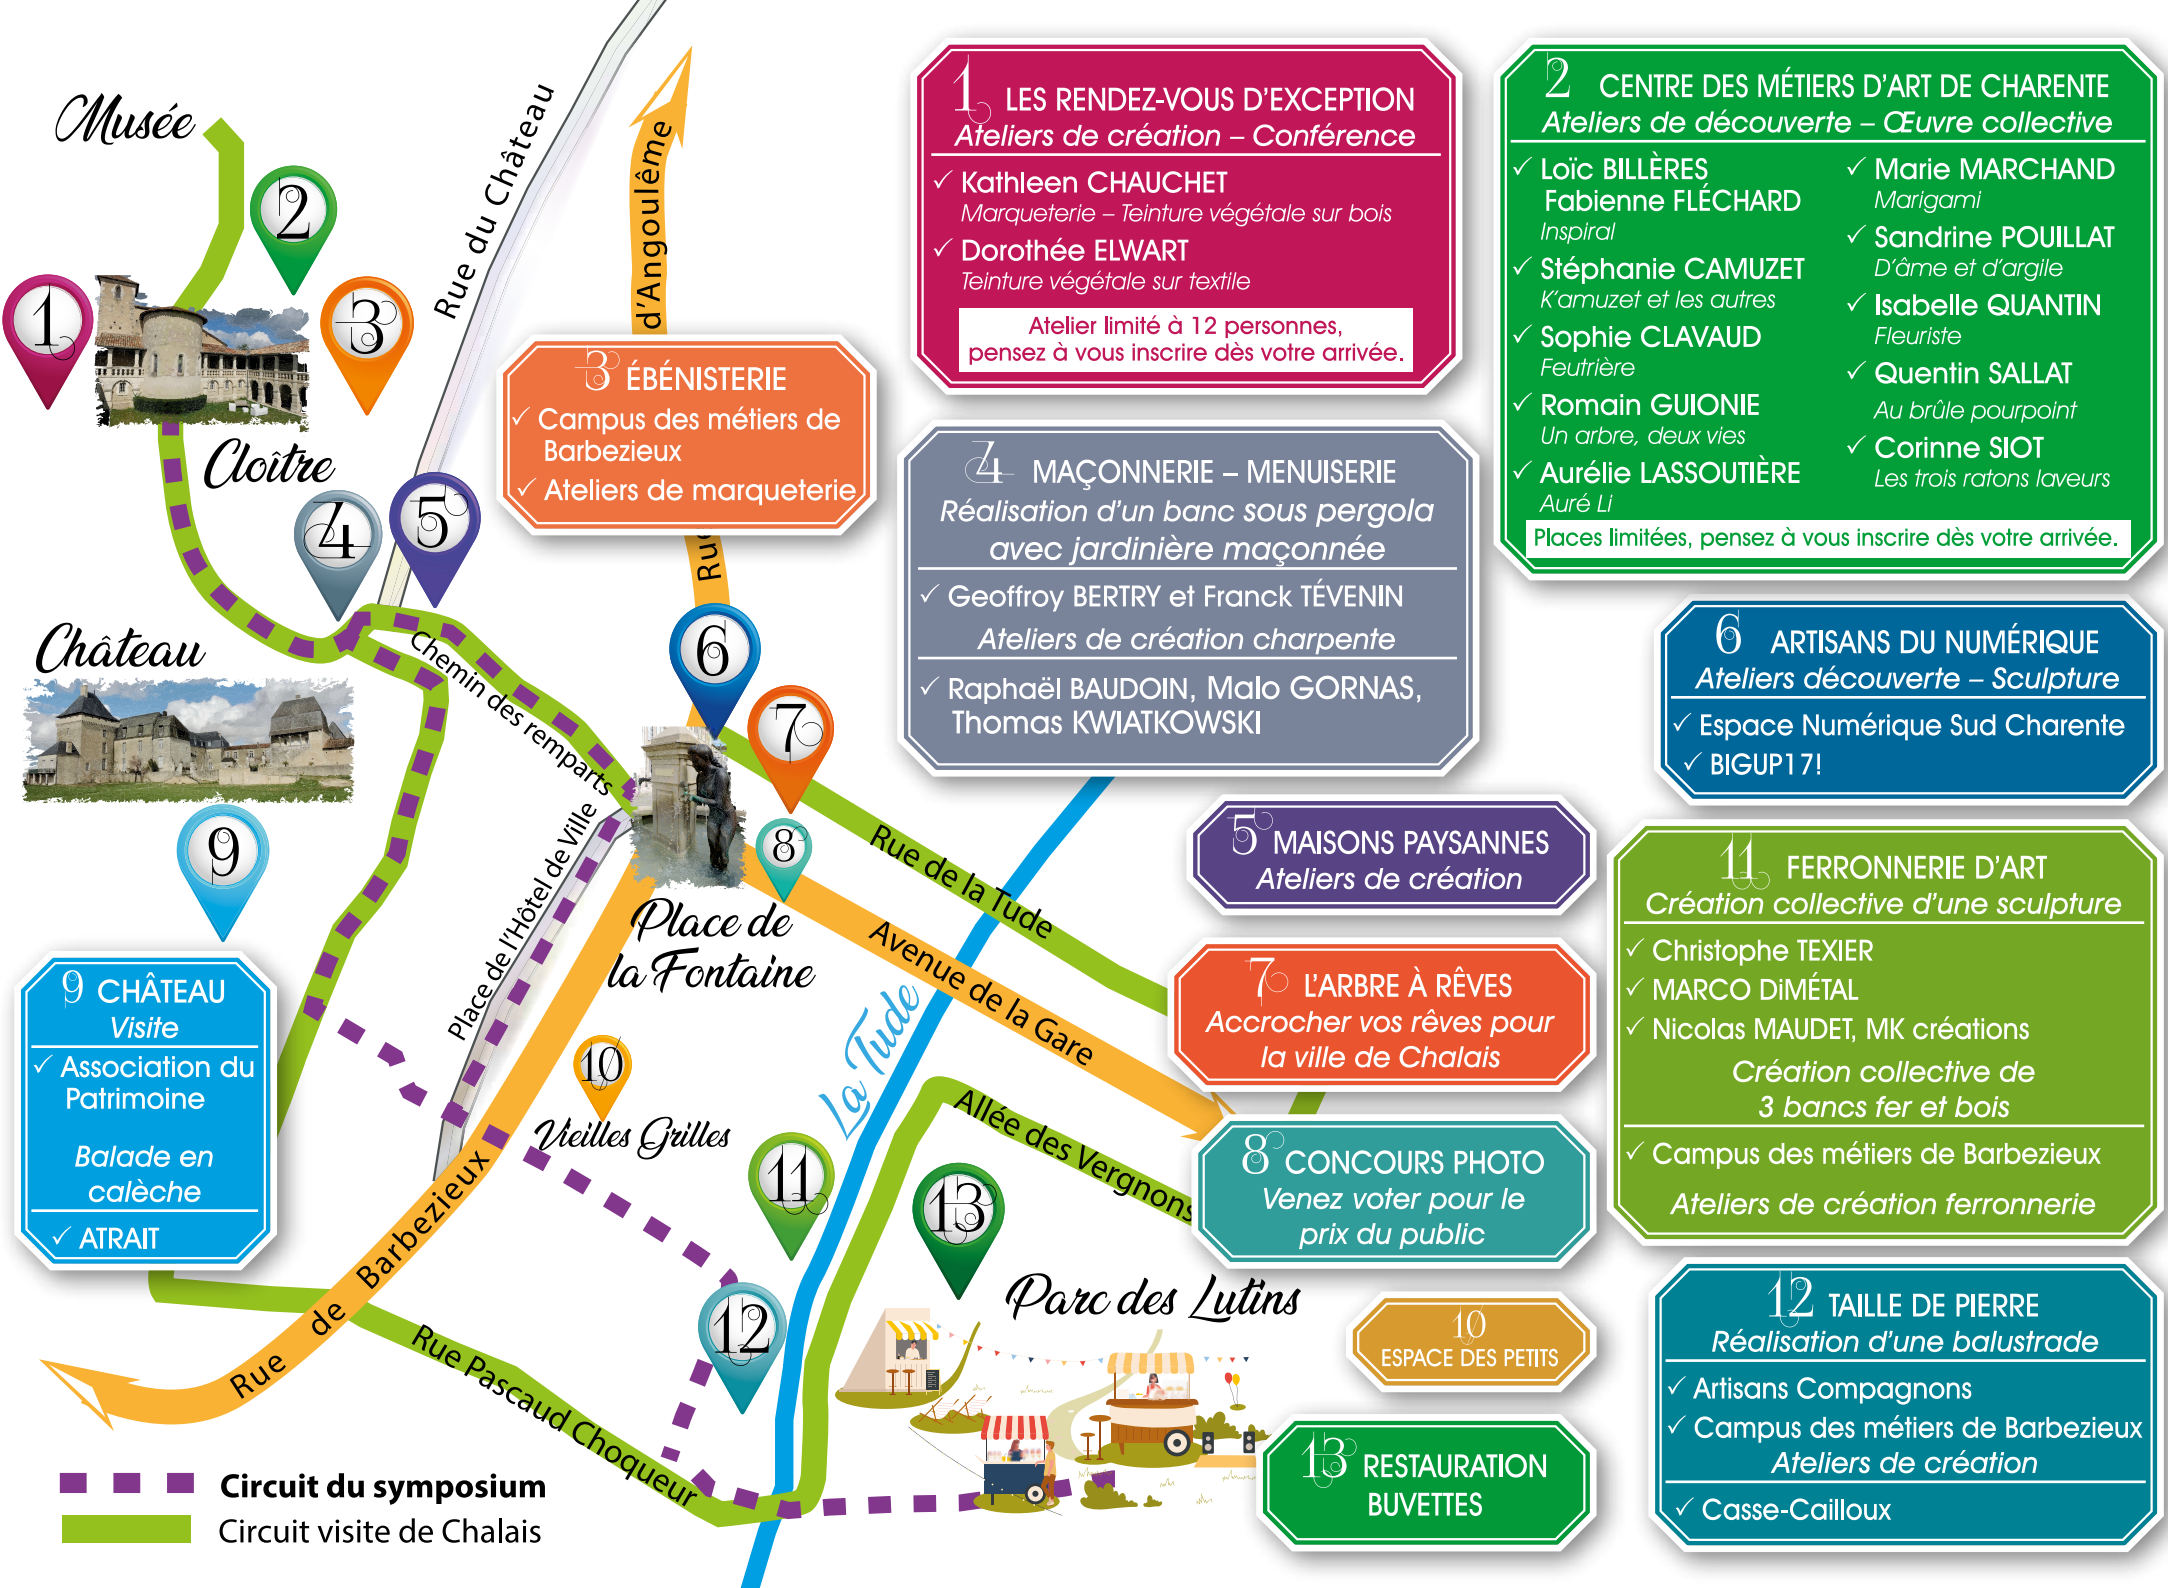 Musée
2
1
3
Cloître
4
5
Rue du Château
Rue
d'Angoulême
Château
Chemin des remparts
6
7
8
9
Place de l'Hôtel de Ville
Place de
la Fontaine
Rue de la Tude
Avenue de la Gare
La Tude
10
Vieilles Grilles
11
Allée des Vergnons
13
Parc des Lutins
12
Rue de Barbezieux
Rue Pascaud Choqueur
Circuit du symposium
Circuit visite de Chalais
1 LES RENDEZ-VOUS D'EXCEPTION
Ateliers de création – Conférence
✓ Kathleen CHAUCHET
Marqueterie – Teinture végétale sur bois
✓ Dorothée ELWART
Teinture végétale sur textile
Atelier limité à 12 personnes,
pensez à vous inscrire dès votre arrivée.
2 CENTRE DES MÉTIERS D'ART DE CHARENTE
Ateliers de découverte – Œuvre collective
✓ Loïc BILLÈRES
Fabienne FLÉCHARD
Inspiral
✓ Stéphanie CAMUZET
K'amuzet et les autres
✓ Sophie CLAVAUD
Feutrière
✓ Romain GUIONIE
Un arbre, deux vies
✓ Aurélie LASSOUTIÈRE
Auré Li
✓ Marie MARCHAND
Marigami
✓ Sandrine POUILLAT
D'âme et d'argile
✓ Isabelle QUANTIN
Fleuriste
✓ Quentin SALLAT
Au brûle pourpoint
✓ Corinne SIOT
Les trois ratons laveurs
Places limitées, pensez à vous inscrire dès votre arrivée.
3 ÉBÉNISTERIE
✓ Campus des métiers de
Barbezieux
✓ Ateliers de marqueterie
4 MAÇONNERIE – MENUISERIE
Réalisation d'un banc sous pergola
avec jardinière maçonnée
✓ Geoffroy BERTRY et Franck TÉVENIN
Ateliers de création charpente
✓ Raphaël BAUDOIN, Malo GORNAS,
Thomas KWIATKOWSKI
5 MAISONS PAYSANNES
Ateliers de création
6 ARTISANS DU NUMÉRIQUE
Ateliers découverte – Sculpture
✓ Espace Numérique Sud Charente
✓ BIGUP17!
7 L'ARBRE À RÊVES
Accrocher vos rêves pour
la ville de Chalais
8 CONCOURS PHOTO
Venez voter pour le
prix du public
9 CHÂTEAU
Visite
✓ Association du
Patrimoine
Balade en
calèche
✓ ATRAIT
10
ESPACE DES PETITS
11 FERRONNERIE D'ART
Création collective d'une sculpture
✓ Christophe TEXIER
✓ MARCO DiMÉTAL
✓ Nicolas MAUDET, MK créations
Création collective de
3 bancs fer et bois
✓ Campus des métiers de Barbezieux
Ateliers de création ferronnerie
12 TAILLE DE PIERRE
Réalisation d'une balustrade
✓ Artisans Compagnons
✓ Campus des métiers de Barbezieux
Ateliers de création
✓ Casse-Cailloux
13 RESTAURATION
BUVETTES